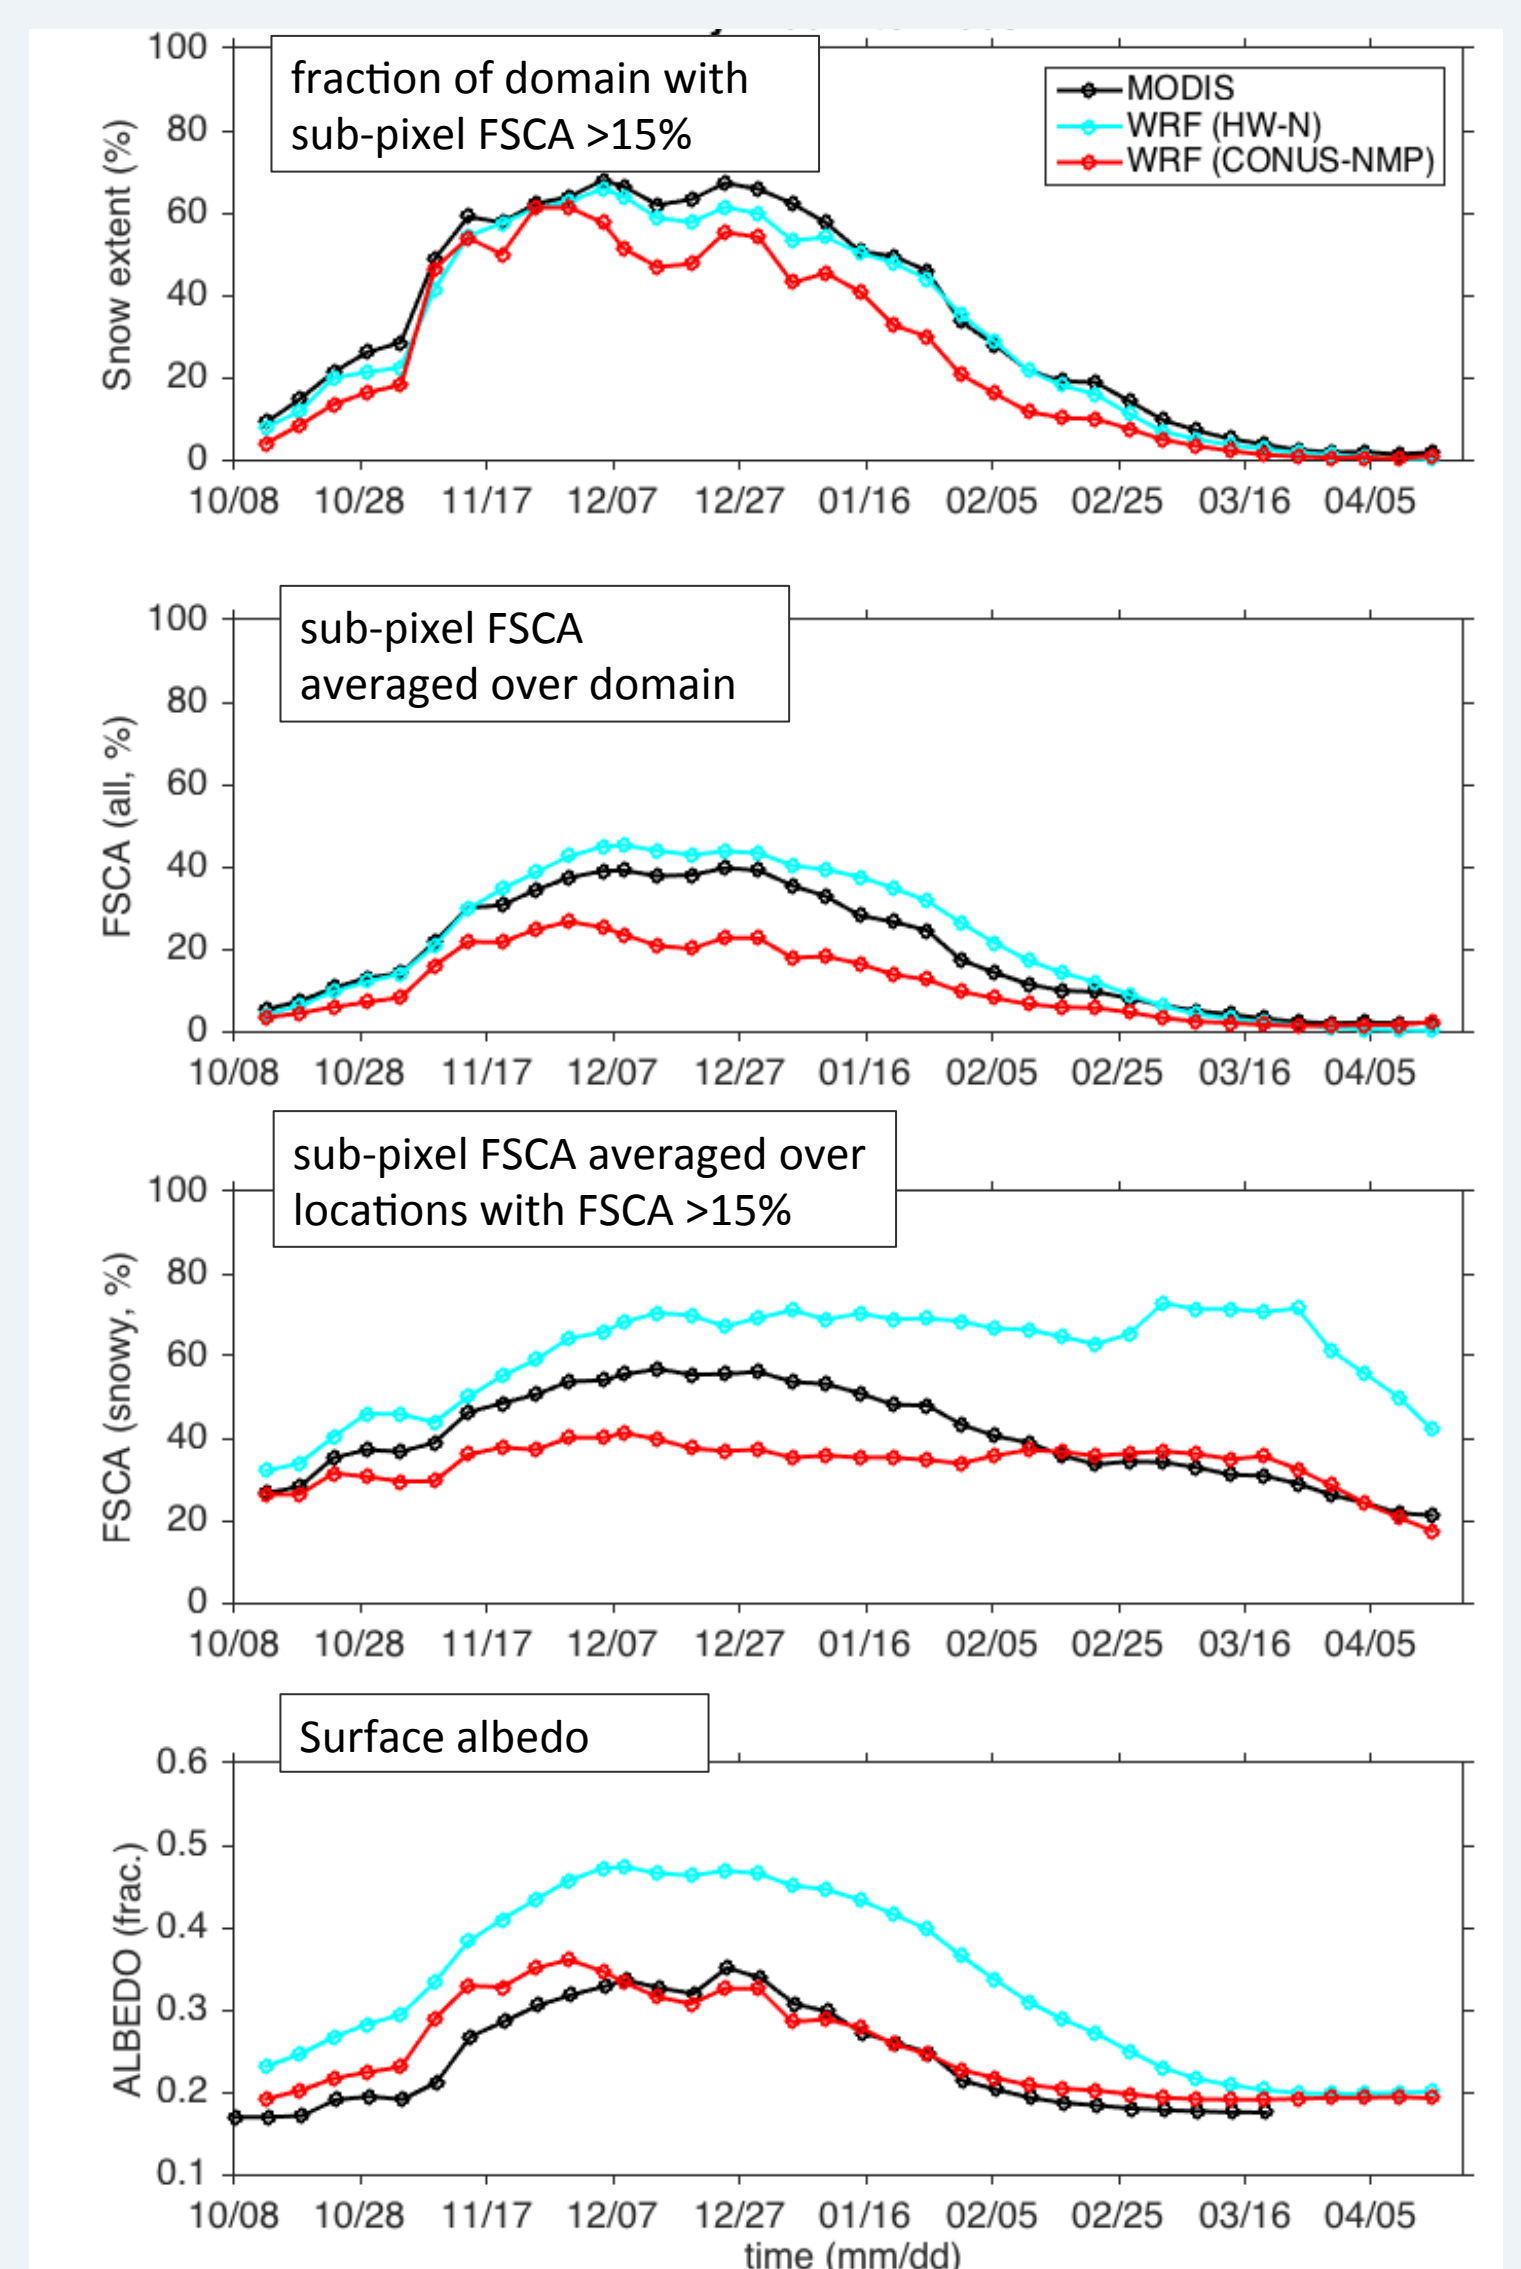 fraction of domain with
sub-pixel FSCA >15%
MODIS
WRF (HW-N)
WRF (CONUS-NMP)
Snow extent (%)
100
80
60
40
20
0
10/08 10/28 11/17 12/07 12/27 01/16 02/05 02/25 03/16 04/05
sub-pixel FSCA
averaged over domain
FSCA (all, %)
100
80
60
40
20
0
10/08 10/28 11/17 12/07 12/27 01/16 02/05 02/25 03/16 04/05
sub-pixel FSCA averaged over
locations with FSCA >15%
FSCA (snowy, %)
100
80
60
40
20
0
10/08 10/28 11/17 12/07 12/27 01/16 02/05 02/25 03/16 04/05
Surface albedo
ALBEDO (frac.)
0.6
0.5
0.4
0.3
0.2
0.1
10/08 10/28 11/17 12/07 12/27 01/16 02/05 02/25 03/16 04/05
time (mm/dd)